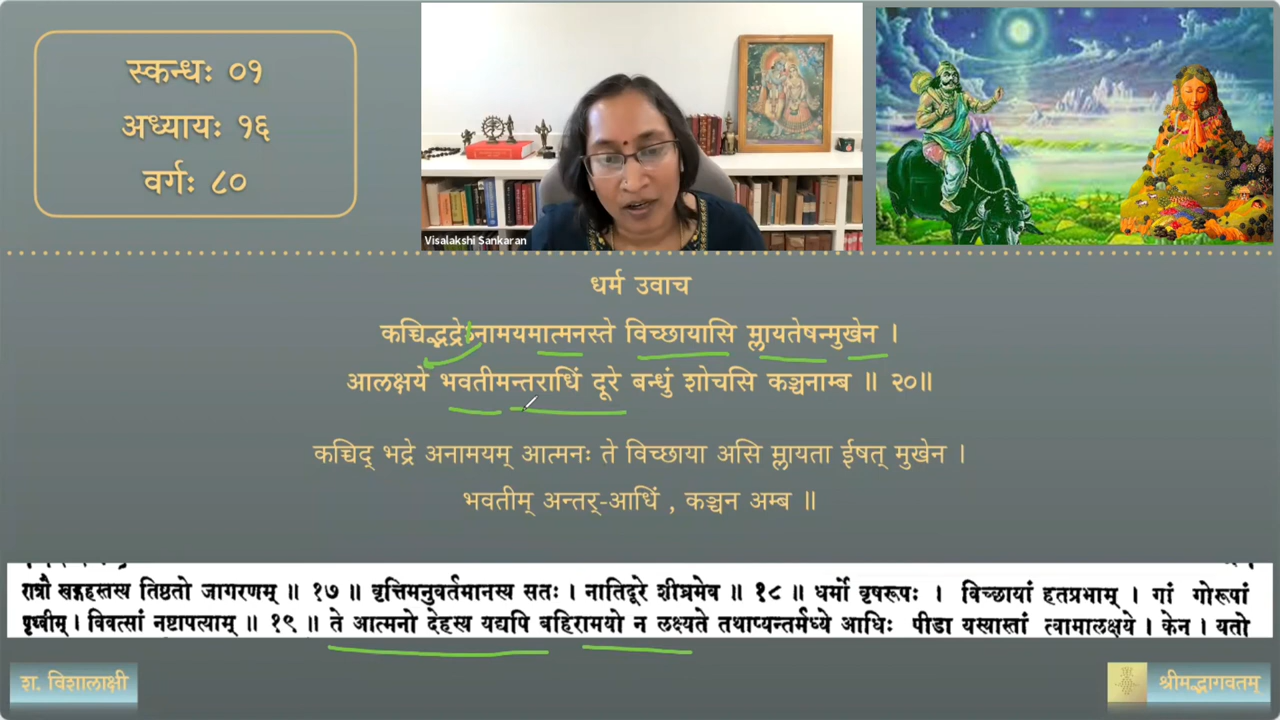 स्कन्धः ०१
अध्यायः १६
वर्गः ८०
Visalakshi Sankaran
धर्म उवाच
कच्चिद्भद्रेऽनामयमात्मनस्ते विच्छायासि म्लायतेषन्मुखेन ।
आलक्षये भवतीमन्तराधिं दूरे बन्धुं शोचसि कञ्चनाम्ब ॥ २०॥
कच्चिद् भद्रे अनामयम् आत्मनः ते विच्छाया असि म्लायता ईषत् मुखेन ।
भवतीम् अन्तर्-आधिं , कञ्चन अम्ब ॥
रात्रौ खड्गहस्तस्य तिष्ठतो जागरणम् ॥ १७ ॥ वृत्तिमनुवर्तमानस्य सतः । नातिदूरे शीघ्रमेव ॥ १८ ॥ धर्मो वृषरूपः । विच्छायां हतप्रभाम् । गां गोरूपां
पृथ्वीम् । विवत्सां नष्टापत्याम् ॥ १९ ॥ ते आत्मनो देहस्य यद्यपि बहिरामयो न लक्ष्यते तथाप्यन्तर्मध्ये आधिः पीडा यस्यास्तां त्वामालक्षये । केन । यतो
श. विशालाक्षी
श्रीमद्भागवतम्